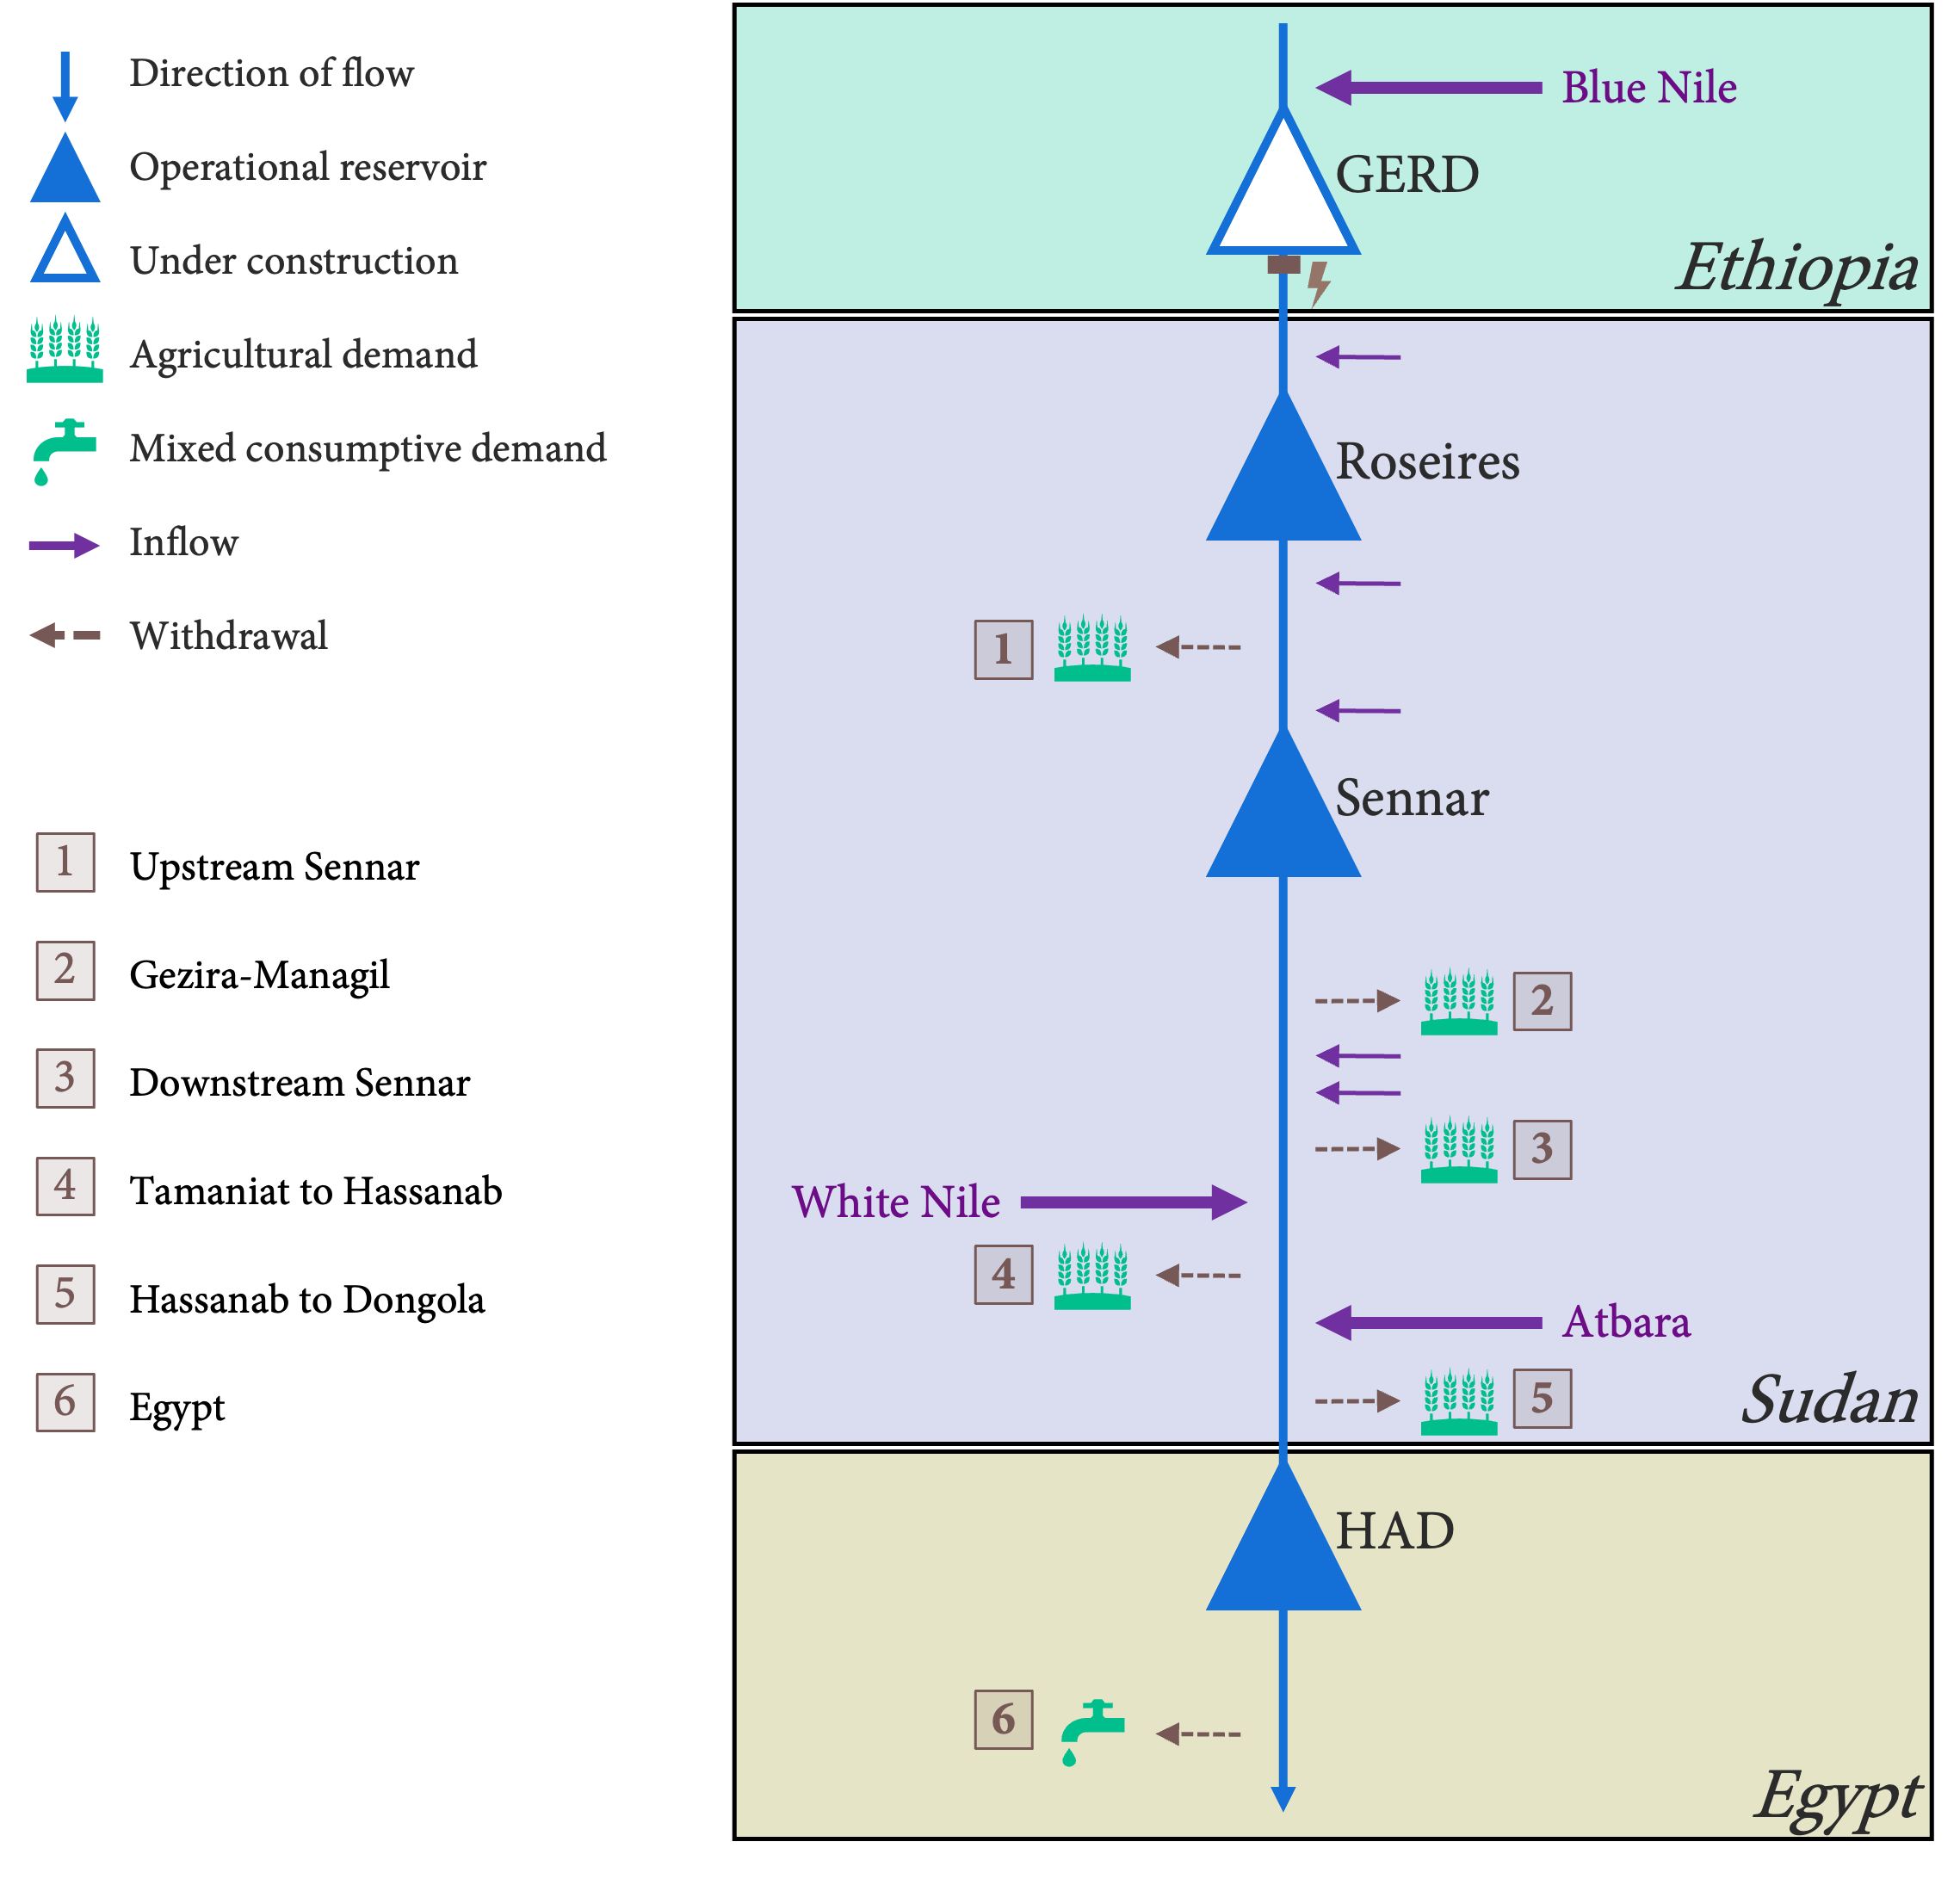 Direction of flow
Operational reservoir
Under construction
Agricultural demand
Mixed consumptive demand
Inflow
Withdrawal
1 Upstream Sennar
2 Gezira-Managil
3 Downstream Sennar
4 Tamaniat to Hassanab
5 Hassanab to Dongola
6 Egypt
Blue Nile
GERD
Ethiopia
Roseires
1
Sennar
2
3
White Nile
4
Atbara
5
Sudan
HAD
6
Egypt